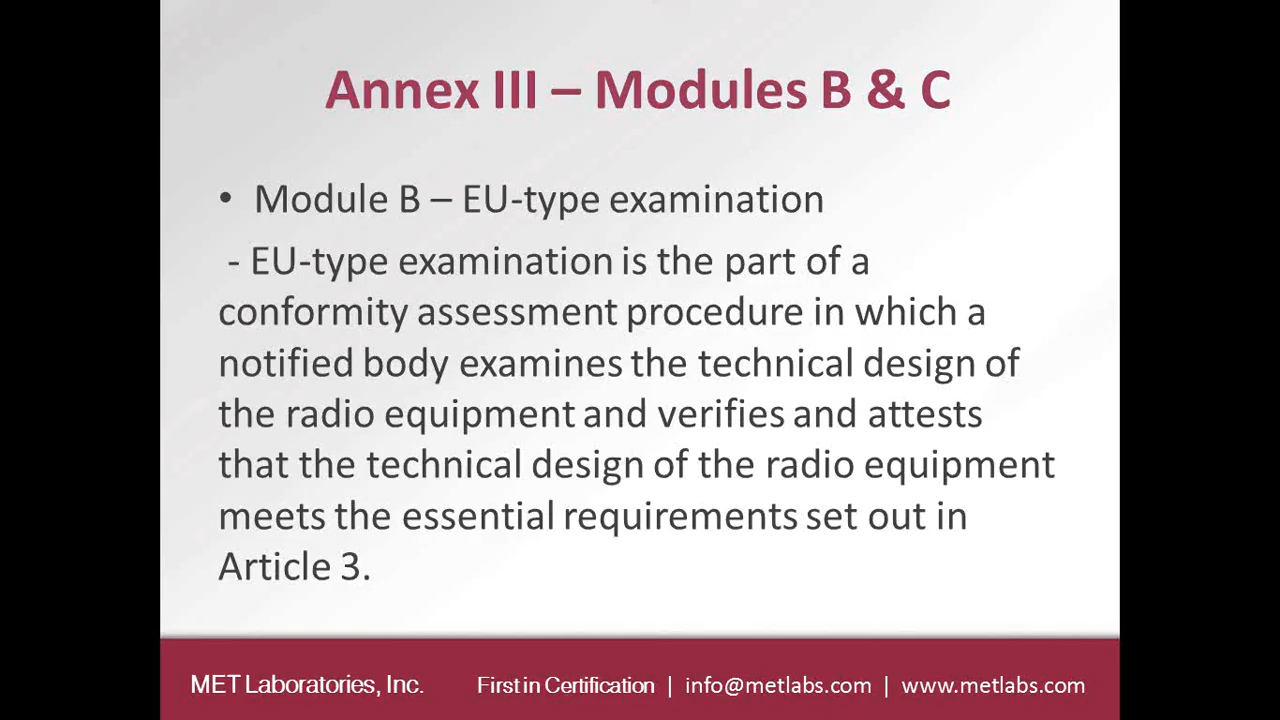 Annex III – Modules B & C
• Module B – EU-type examination
- EU-type examination is the part of a
conformity assessment procedure in which a
notified body examines the technical design of
the radio equipment and verifies and attests
that the technical design of the radio equipment
meets the essential requirements set out in
Article 3.
MET Laboratories, Inc. First in Certification | info@metlabs.com | www.metlabs.com